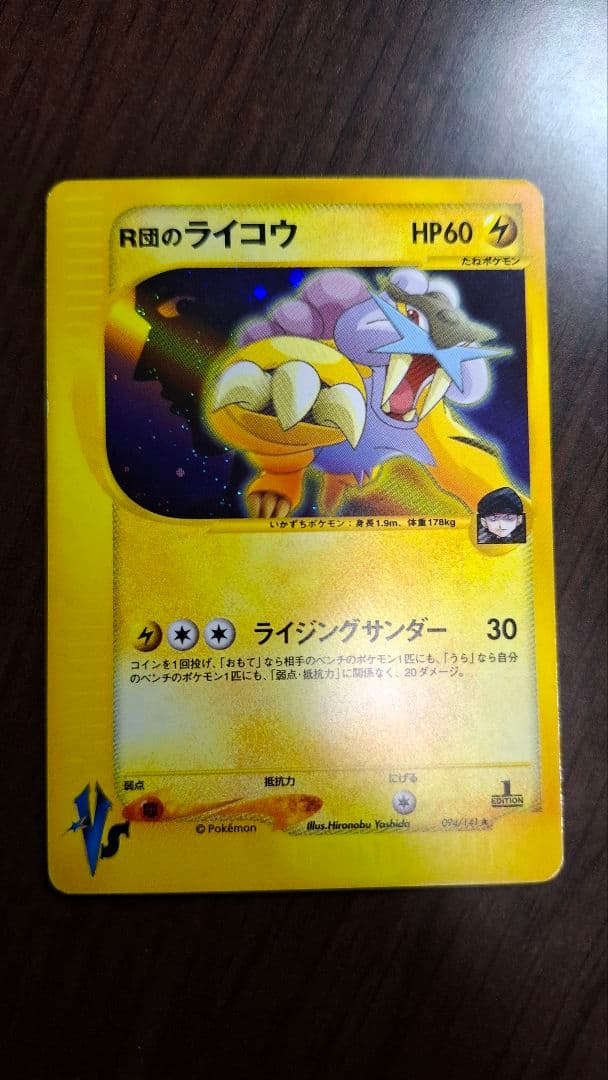 R団のライコウ HP60
たねポケモン
いかずちポケモン：身長1.9m、体重178kg
ライジングサンダー 30
コインを1回投げ、「おもて」なら相手のベンチのポケモン1匹にも、「うら」なら自分
のベンチのポケモン1匹にも、「弱点・抵抗力」に関係なく、20ダメージ。
弱点 抵抗力 にげる
1
EDITION
VS
© Pokémon Illus.Hironobu Yoshida 094/141 ★